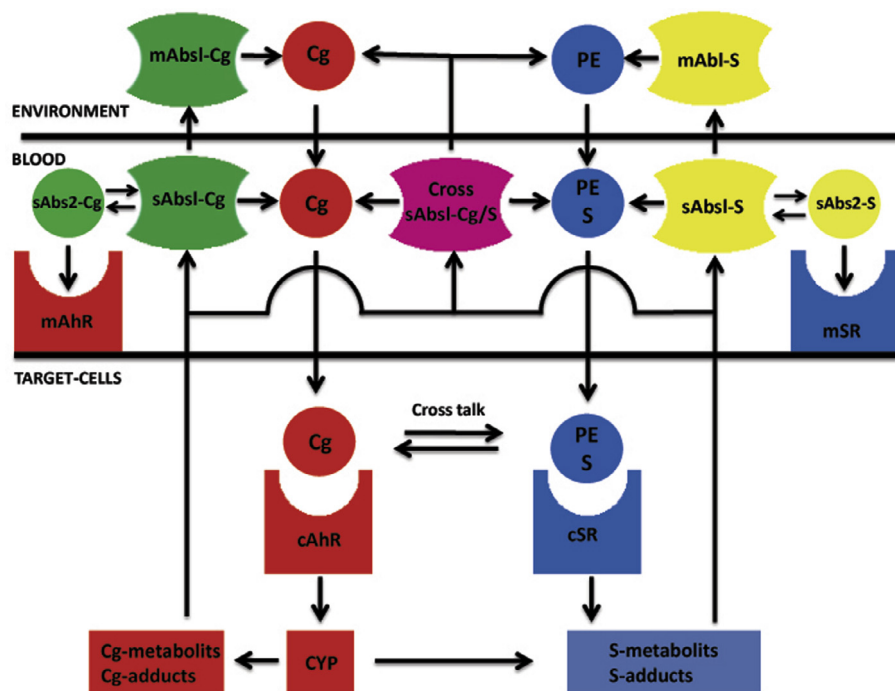 mAbsl-Cg
Cg
PE
mAbl-S
ENVIRONMENT
BLOOD
sAbs2-Cg
sAbsl-Cg
Cg
Cross
sAbsl-Cg/S
PE
S
sAbsl-S
sAbs2-S
mAhR
mSR
TARGET-CELLS
Cross talk
Cg
PE
S
cAhR
cSR
Cg-metabolits
Cg-adducts
CYP
S-metabolits
S-adducts